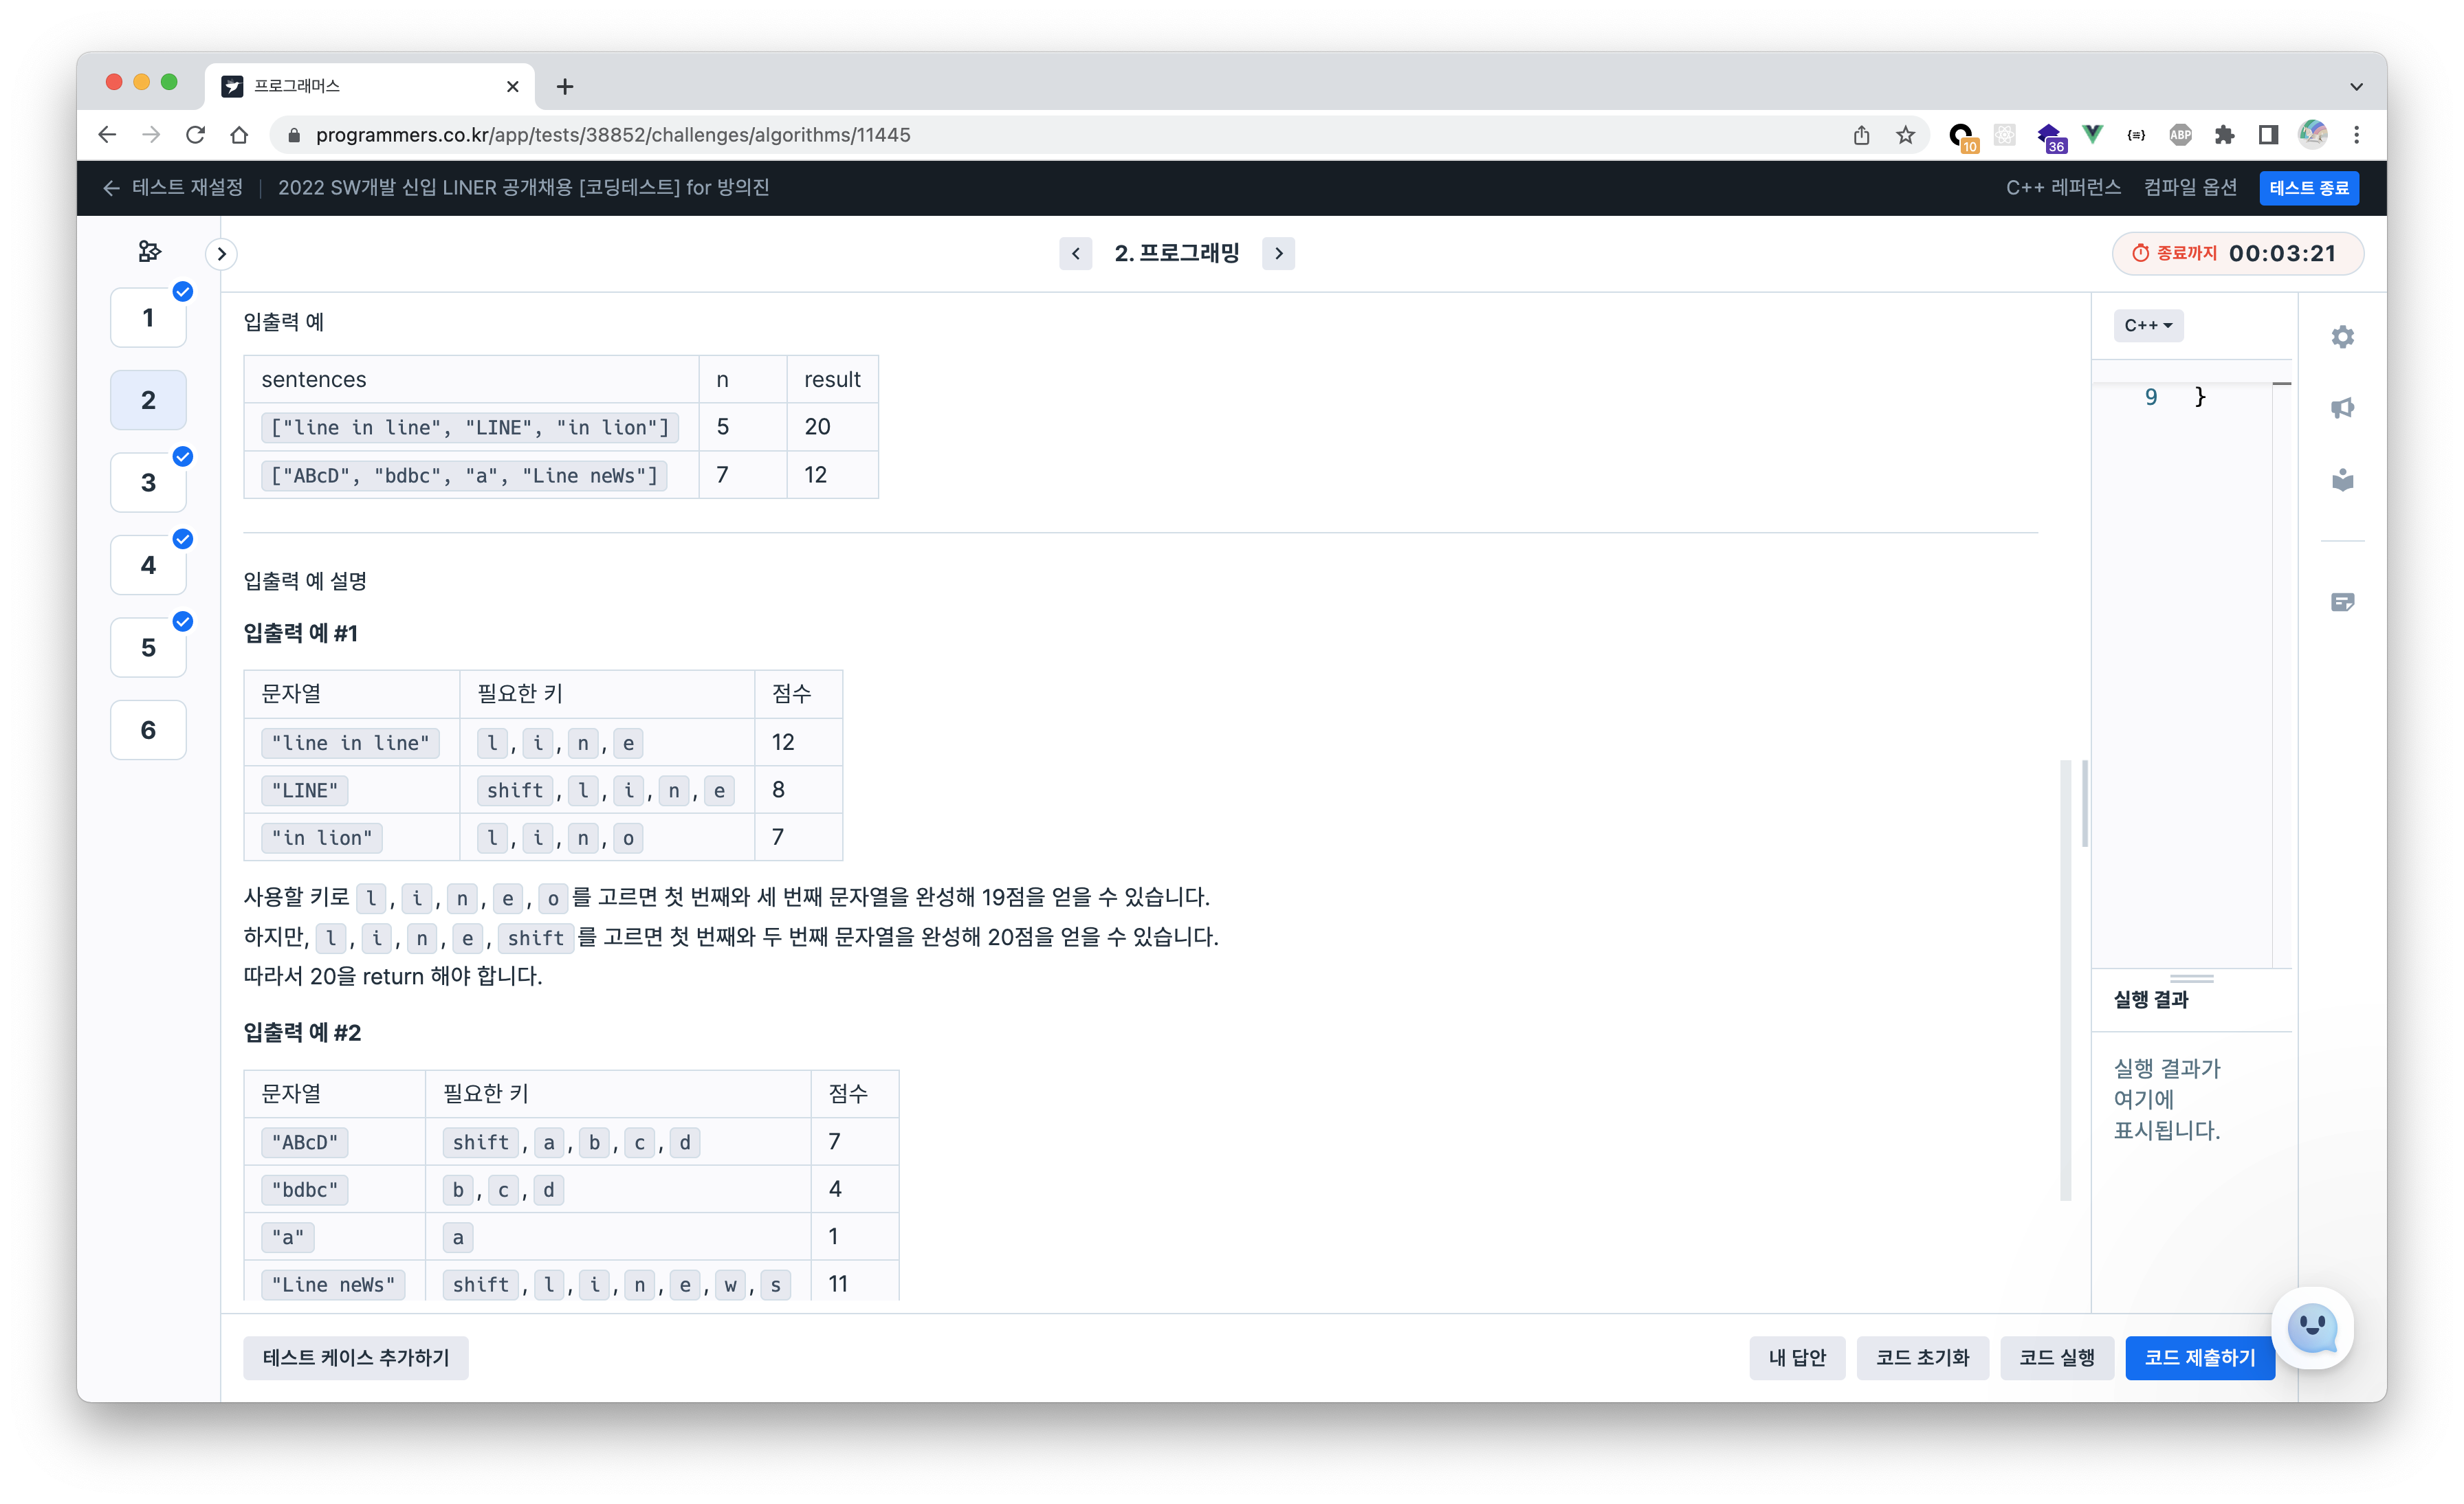 프로그래머스
programmers.co.kr/app/tests/38852/challenges/algorithms/11445
10
36
ABP
테스트 재설정 | 2022 SW개발 신입 LINER 공개채용 [코딩테스트] for 방의진
C++ 레퍼런스 컴파일 옵션 테스트 종료
2. 프로그래밍
종료까지 00:03:21
1
2
3
4
5
6
입출력 예
sentences n result
["line in line", "LINE", "in lion"] 5 20
["ABcD", "bdbc", "a", "Line neWs"] 7 12
입출력 예 설명
입출력 예 #1
문자열 필요한 키 점수
"line in line" l, i, n, e 12
"LINE" shift, l, i, n, e 8
"in lion" l, i, n, o 7
사용할 키로 l, i, n, e, o를 고르면 첫 번째와 세 번째 문자열을 완성해 19점을 얻을 수 있습니다.
하지만, l, i, n, e, shift를 고르면 첫 번째와 두 번째 문자열을 완성해 20점을 얻을 수 있습니다.
따라서 20을 return 해야 합니다.
입출력 예 #2
문자열 필요한 키 점수
"ABcD" shift, a, b, c, d 7
"bdbc" b, c, d 4
"a" a 1
"Line neWs" shift, l, i, n, e, w, s 11
C++
9 }
실행 결과
실행 결과가
여기에
표시됩니다.
테스트 케이스 추가하기
내 답안 코드 초기화 코드 실행 코드 제출하기